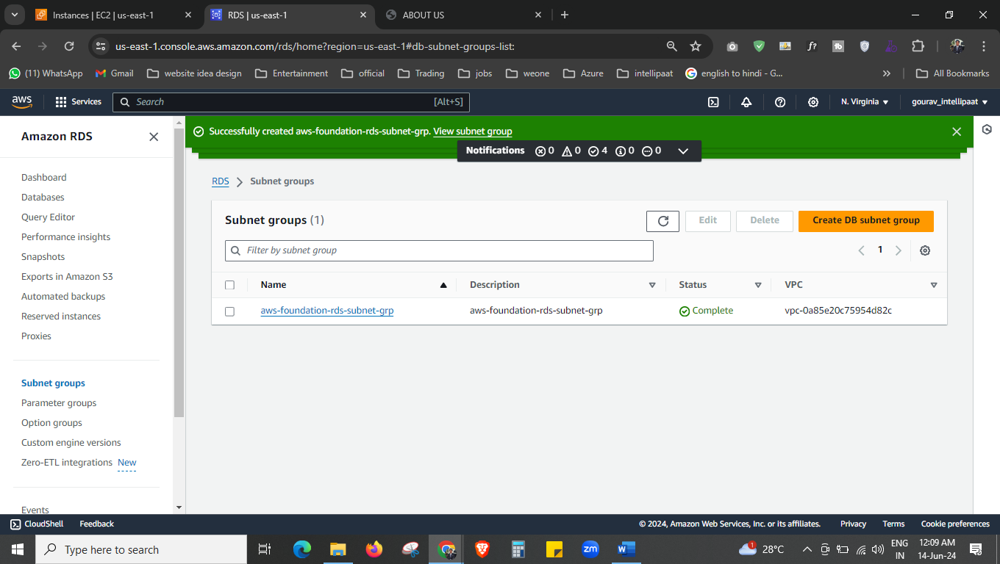 Instances | EC2 | us-east-1
RDS | us-east-1
ABOUT US
us-east-1.console.aws.amazon.com/rds/home?region=us-east-1#db-subnet-groups-list:
(11) WhatsApp
Gmail
website idea design
Entertainment
official
Trading
jobs
weone
Azure
intellipaat
english to hindi - G...
All Bookmarks
aws
Services
Search
[Alt+S]
N. Virginia
gourav_intellipaat
Amazon RDS
Dashboard
Databases
Query Editor
Performance insights
Snapshots
Exports in Amazon S3
Automated backups
Reserved instances
Proxies
Subnet groups
Parameter groups
Option groups
Custom engine versions
Zero-ETL integrations New
Events
Successfully created aws-foundation-rds-subnet-grp. View subnet group
Notifications 0 0 4 0 0
RDS > Subnet groups
Subnet groups (1)
Edit
Delete
Create DB subnet group
Filter by subnet group
1
Name Description Status VPC
aws-foundation-rds-subnet-grp aws-foundation-rds-subnet-grp Complete vpc-0a85e20c75954d82c
CloudShell
Feedback
© 2024, Amazon Web Services, Inc. or its affiliates.
Privacy
Terms
Cookie preferences
Type here to search
zm
1
28°C
ENG
IN
12:09 AM
14-Jun-24